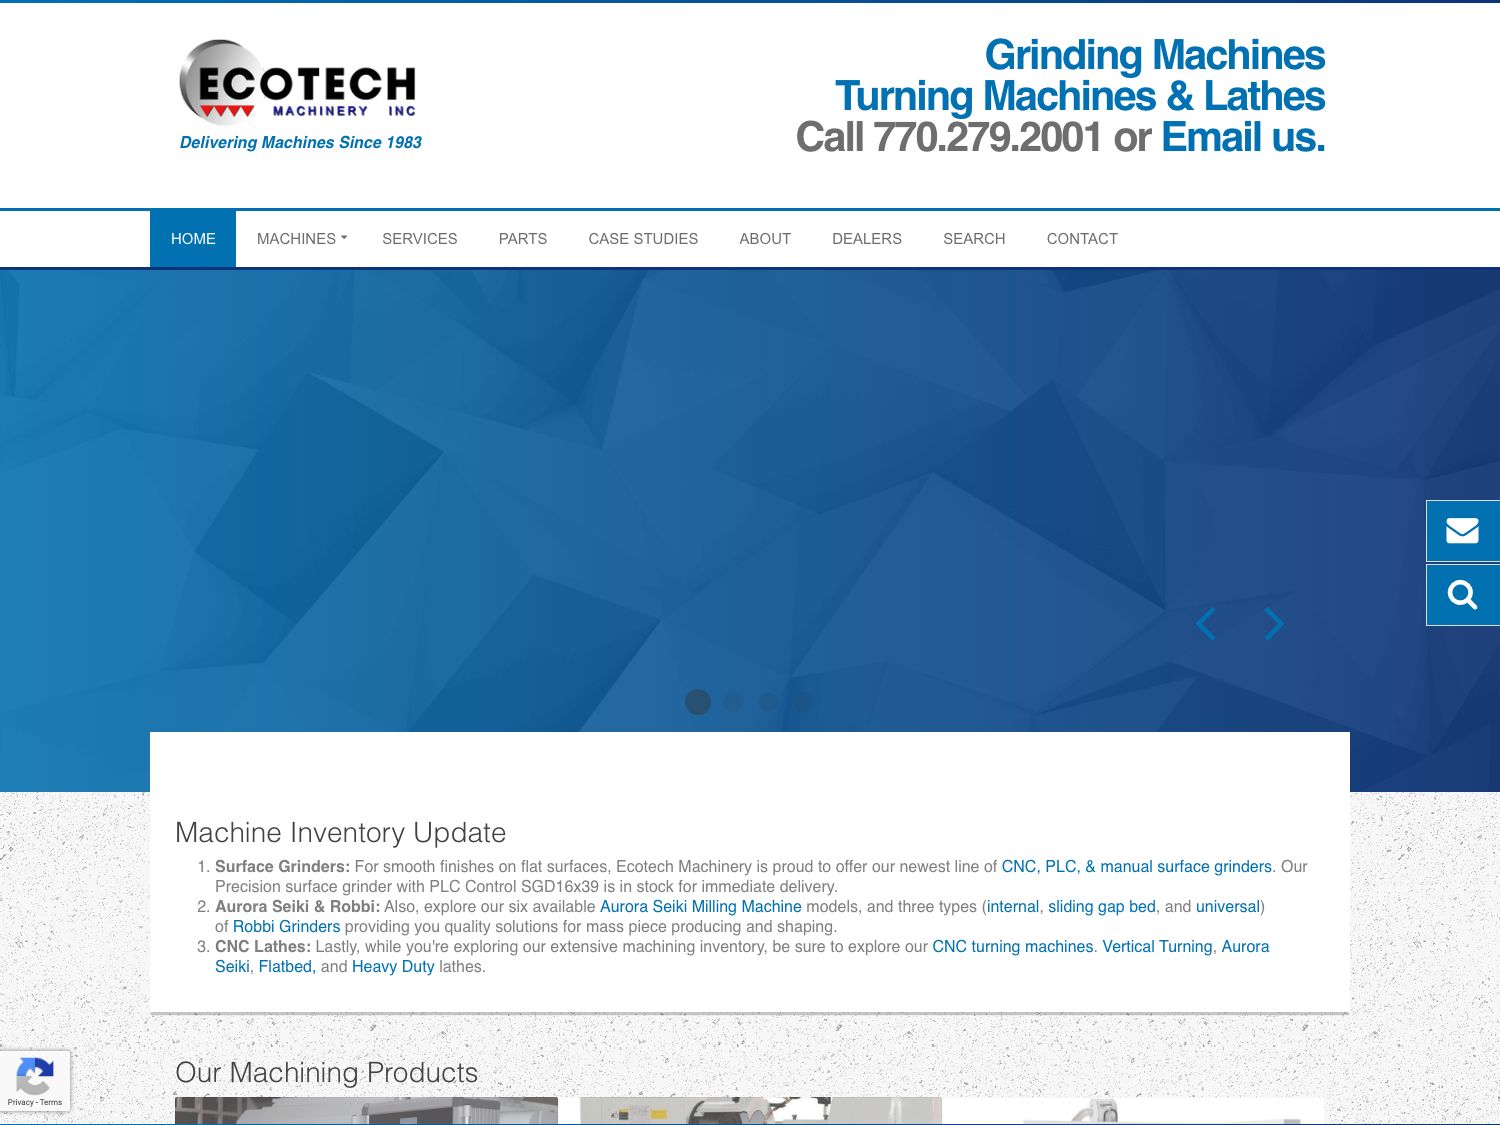 ECOTECH
MACHINERY INC
Delivering Machines Since 1983
Grinding Machines
Turning Machines & Lathes
Call 770.279.2001 or Email us.
HOME MACHINES SERVICES PARTS CASE STUDIES ABOUT DEALERS SEARCH CONTACT
Machine Inventory Update
1. Surface Grinders: For smooth finishes on flat surfaces, Ecotech Machinery is proud to offer our newest line of CNC, PLC, & manual surface grinders. Our
Precision surface grinder with PLC Control SGD16x39 is in stock for immediate delivery.
2. Aurora Seiki & Robbi: Also, explore our six available Aurora Seiki Milling Machine models, and three types (internal, sliding gap bed, and universal)
of Robbi Grinders providing you quality solutions for mass piece producing and shaping.
3. CNC Lathes: Lastly, while you're exploring our extensive machining inventory, be sure to explore our CNC turning machines. Vertical Turning, Aurora
Seiki, Flatbed, and Heavy Duty lathes.
Our Machining Products
Privacy - Terms